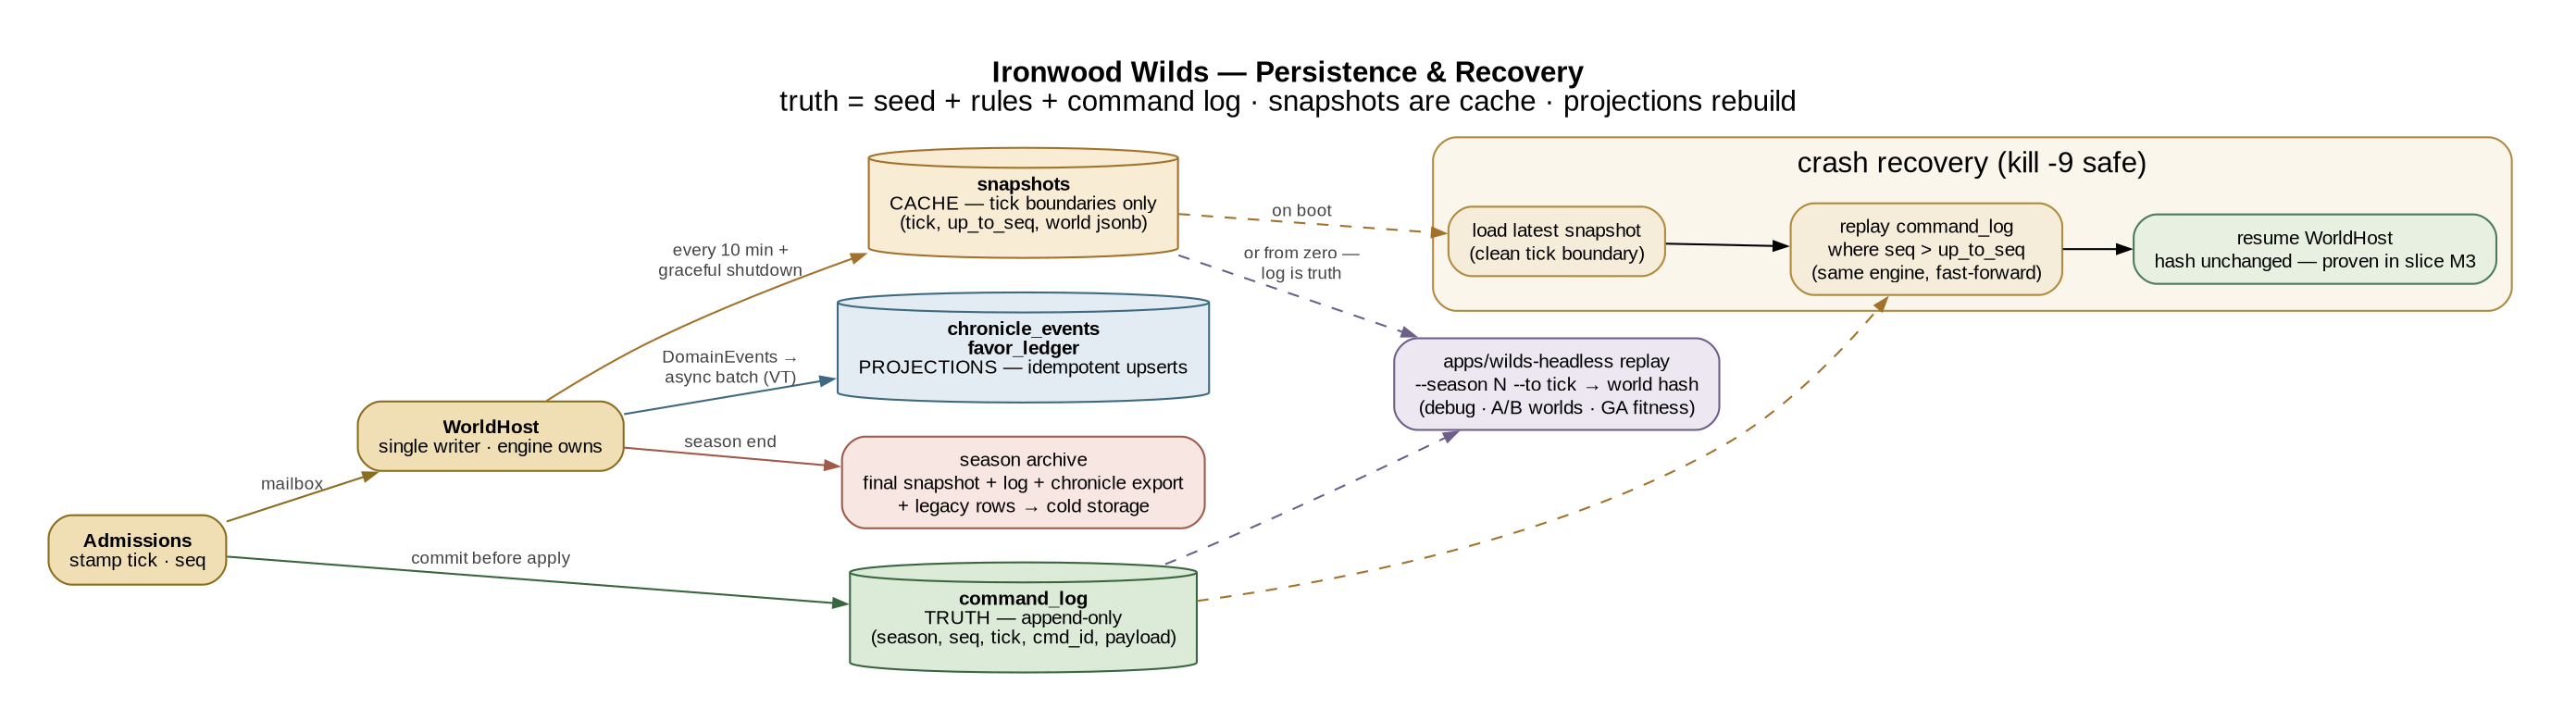 Ironwood Wilds — Persistence & Recovery
truth = seed + rules + command log · snapshots are cache · projections rebuild
crash recovery (kill -9 safe)
snapshots
CACHE — tick boundaries only
(tick, up_to_seq, world jsonb)
on boot
load latest snapshot
(clean tick boundary)
replay command_log
where seq > up_to_seq
(same engine, fast-forward)
resume WorldHost
hash unchanged — proven in slice M3
every 10 min +
graceful shutdown
or from zero —
log is truth
chronicle_events
favor_ledger
PROJECTIONS — idempotent upserts
DomainEvents →
async batch (VT)
apps/wilds-headless replay
--season N --to tick → world hash
(debug · A/B worlds · GA fitness)
WorldHost
single writer · engine owns
season end
season archive
final snapshot + log + chronicle export
+ legacy rows → cold storage
mailbox
Admissions
stamp tick · seq
commit before apply
command_log
TRUTH — append-only
(season, seq, tick, cmd_id, payload)